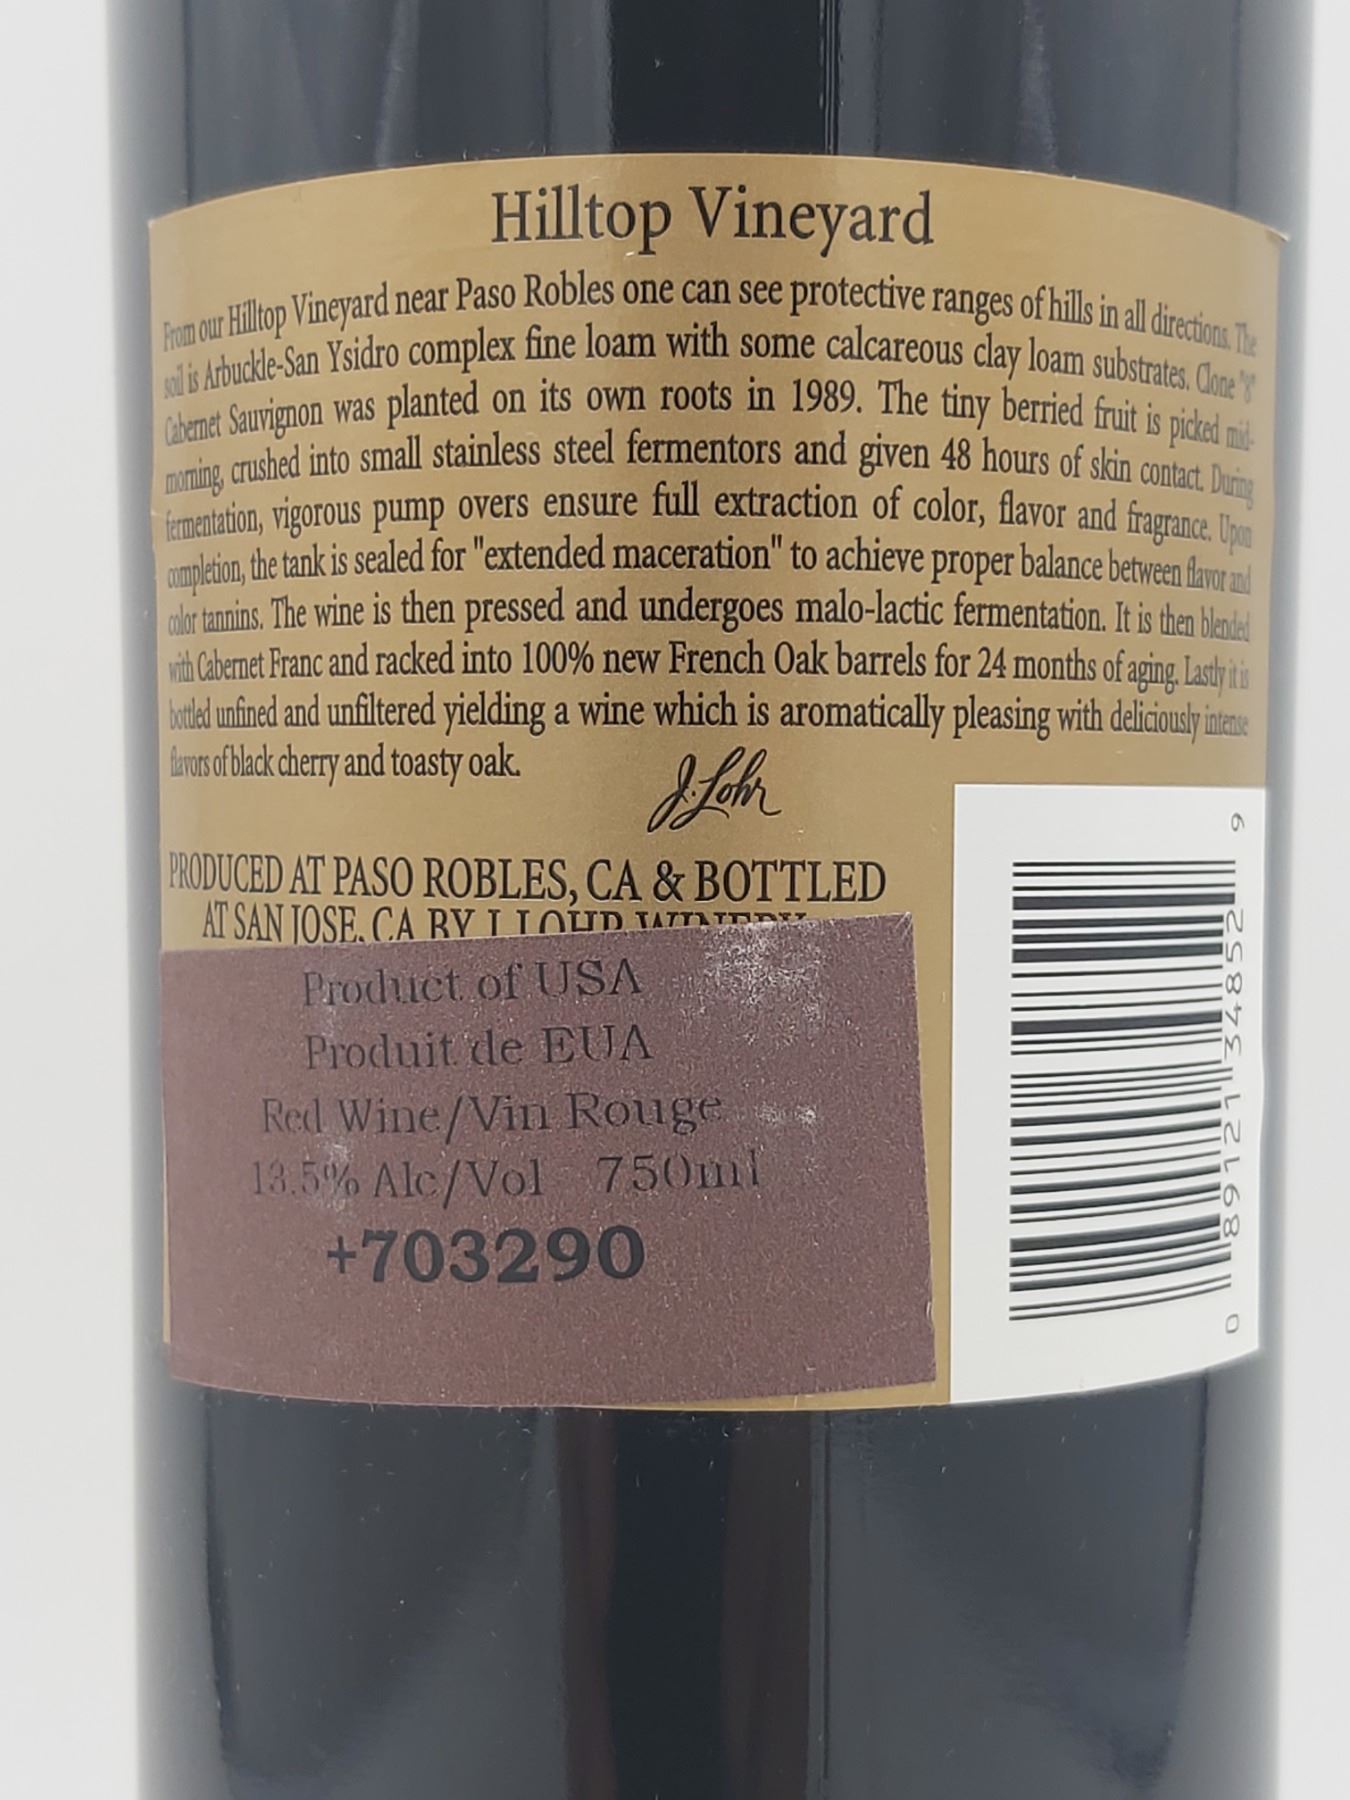 Hilltop Vineyard
From our Hilltop Vineyard near Paso Robles one can see protective ranges of hills in all directions. The
soil is Arbuckle-San Ysidro complex fine loam with some calcareous clay loam substrates. Clone "8"
Cabernet Sauvignon was planted on its own roots in 1989. The tiny berried fruit is picked mid-
morning, crushed into small stainless steel fermentors and given 48 hours of skin contact. During
fermentation, vigorous pump overs ensure full extraction of color, flavor and fragrance. Upon
completion, the tank is sealed for "extended maceration" to achieve proper balance between flavor and
color tannins. The wine is then pressed and undergoes malo-lactic fermentation. It is then blended
with Cabernet Franc and racked into 100% new French Oak barrels for 24 months of aging. Lastly it is
bottled unfined and unfiltered yielding a wine which is aromatically pleasing with deliciously intense
flavors of black cherry and toasty oak.
J. Lohr
PRODUCED AT PASO ROBLES, CA & BOTTLED
AT SAN JOSE, CA BY J. LOHR WINERY
Product of USA
Produit de EUA
Red Wine/Vin Rouge
13.5% Alc/Vol 750ml
+703290
0 89121 34852 9